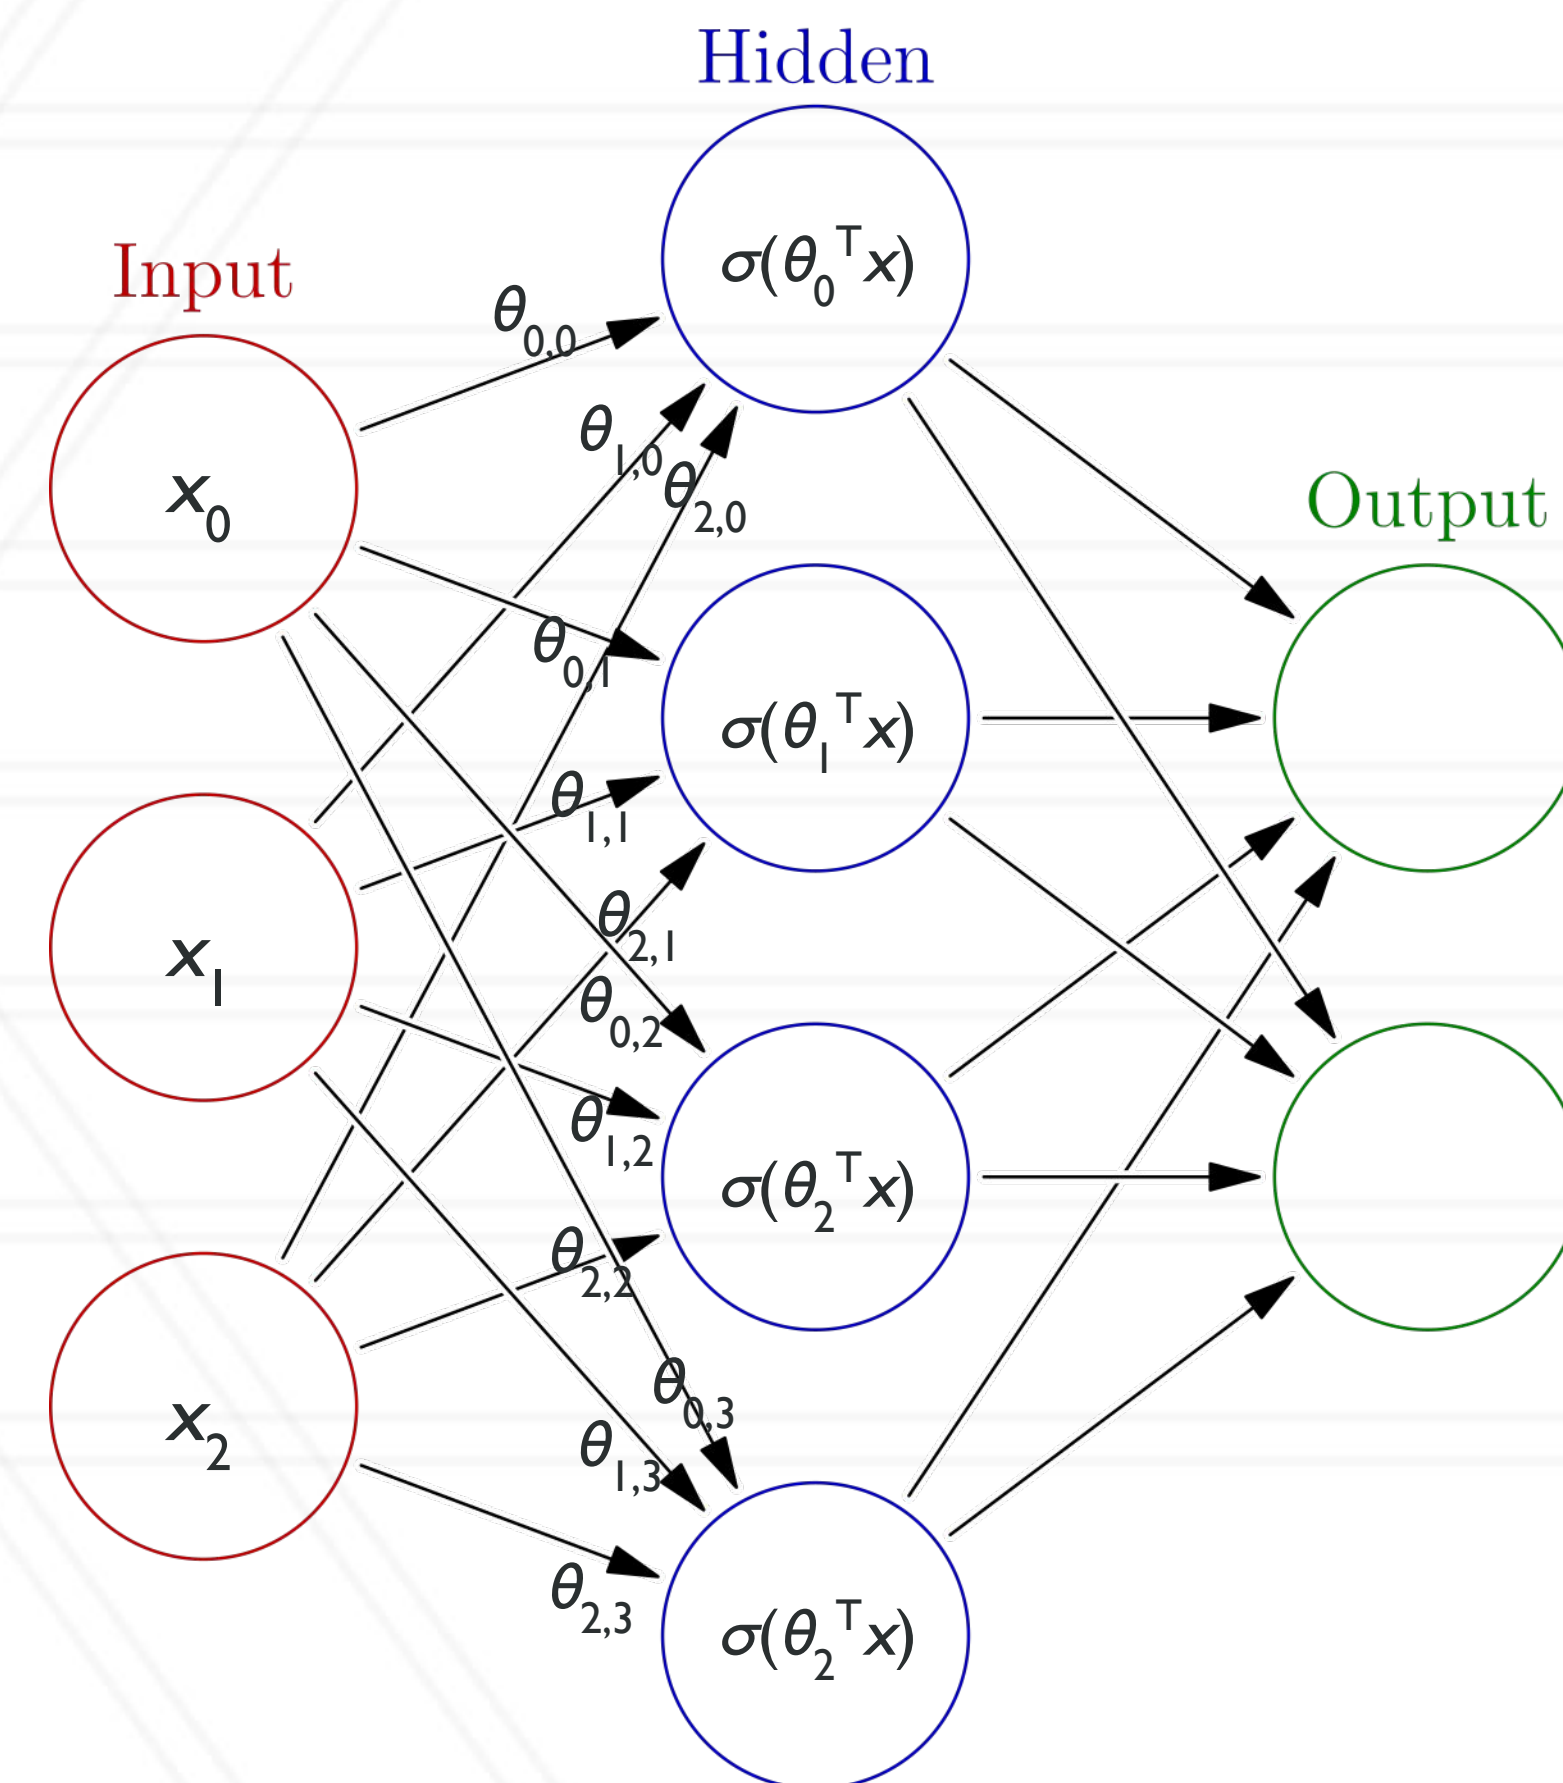 Hidden
σ(θ₀ᵀx)
Input
θ₀,₀
θ₁,₀
θ₂,₀
x₀
Output
θ₀,₁
σ(θ₁ᵀx)
θ₁,₁
θ₂,₁
x₁
θ₀,₂
θ₁,₂
σ(θ₂ᵀx)
θ₂,₂
θ₀,₃
x₂
θ₁,₃
θ₂,₃
σ(θ₂ᵀx)